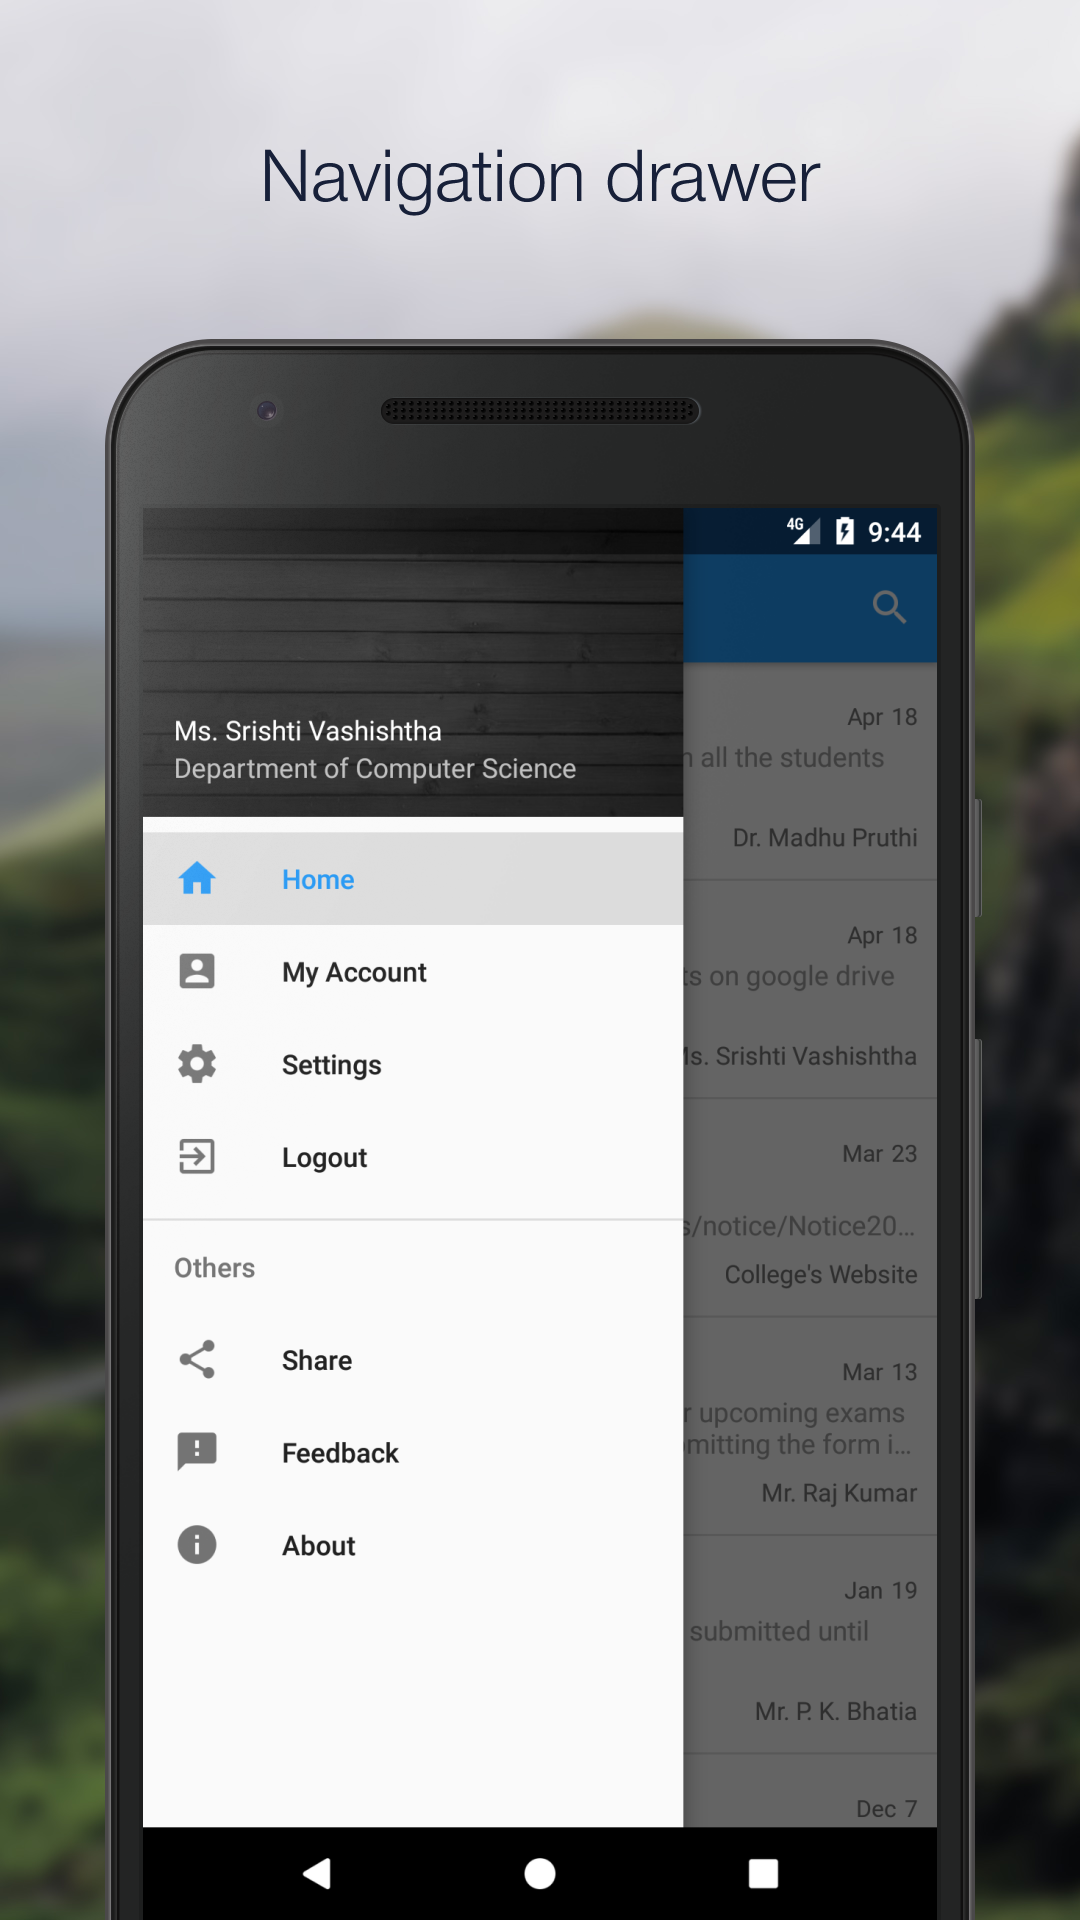 Navigation drawer
4G 9:44
Ms. Srishti Vashishtha
Department of Computer Science
Home
My Account
Settings
Logout
Others
Share
Feedback
About
Apr 18
all the students
Dr. Madhu Pruthi
Apr 18
on google drive
Srishti Vashishtha
Mar 23
/notice/Notice20...
College's Website
Mar 13
upcoming exams
the form i...
Mr. Raj Kumar
Jan 19
submitted until
Mr. P. K. Bhatia
Dec 7